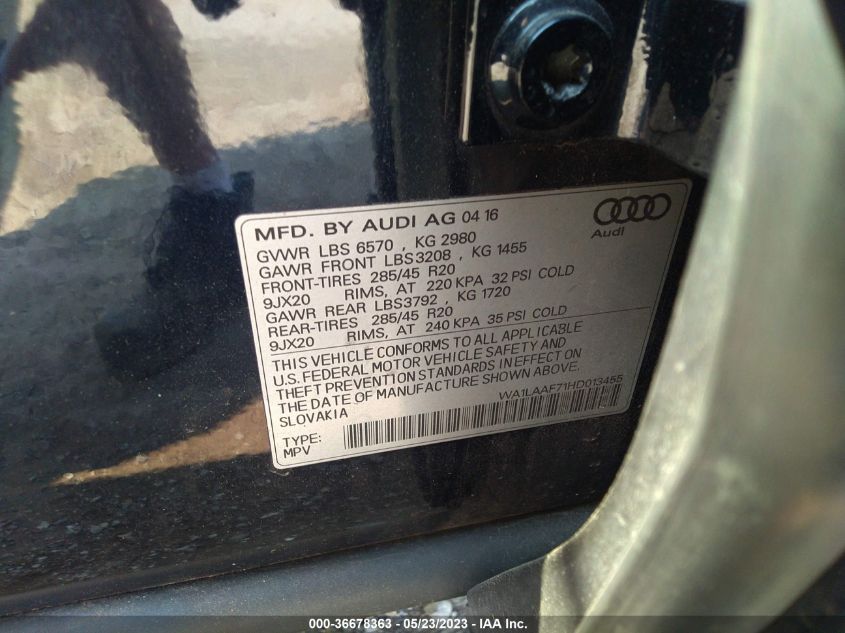 MFD. BY AUDI AG 04 16
Audi
GVWR LBS 6570 , KG 2980
GAWR FRONT LBS3208 , KG 1455
FRONT-TIRES 285/45 R20
9JX20 RIMS, AT 220 KPA 32 PSI COLD
GAWR REAR LBS3792 , KG 1720
REAR-TIRES 285/45 R20
9JX20 RIMS, AT 240 KPA 35 PSI COLD
THIS VEHICLE CONFORMS TO ALL APPLICABLE
U.S. FEDERAL MOTOR VEHICLE SAFETY AND
THEFT PREVENTION STANDARDS IN EFFECT ON
THE DATE OF MANUFACTURE SHOWN ABOVE.
SLOVAKIA WA1LAAF71HD013455
TYPE:
MPV
000-36678363 - 05/23/2023 - IAA Inc.